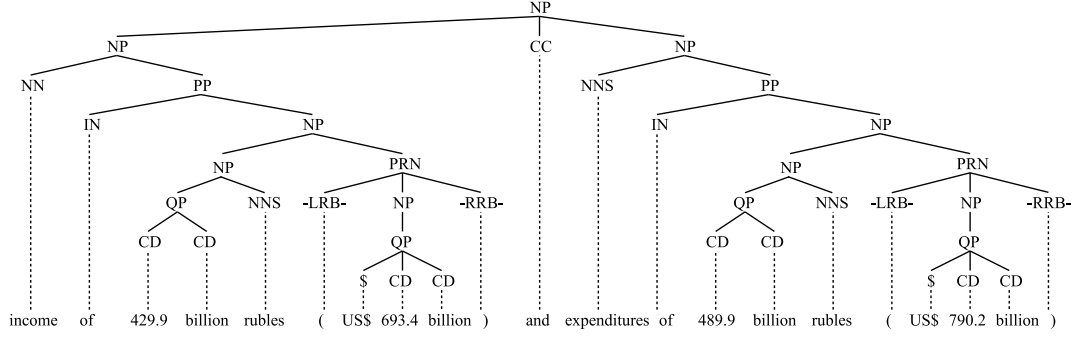 NP
NP CC NP
NN PP NNS PP
IN NP IN NP
NP PRN NP PRN
QP NNS -LRB- NP -RRB- QP NNS -LRB- NP -RRB-
CD CD QP CD CD QP
$ CD CD $ CD CD
income of 429.9 billion rubles ( US$ 693.4 billion ) and expenditures of 489.9 billion rubles ( US$ 790.2 billion )